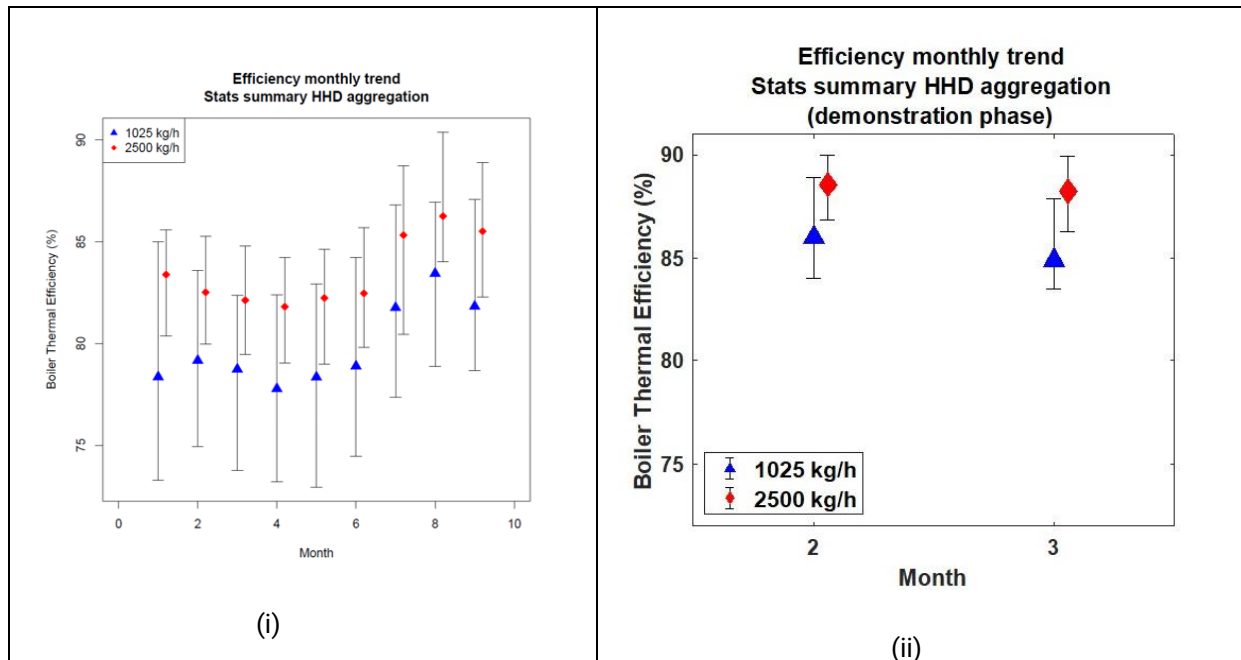 Efficiency monthly trend
Stats summary HHD aggregation
1025 kg/h
2500 kg/h
Boiler Thermal Efficiency (%)
90
85
80
75
0 2 4 6 8 10
Month
(i)
Efficiency monthly trend
Stats summary HHD aggregation
(demonstration phase)
Boiler Thermal Efficiency (%)
90
85
80
75
1025 kg/h
2500 kg/h
2 3
Month
(ii)